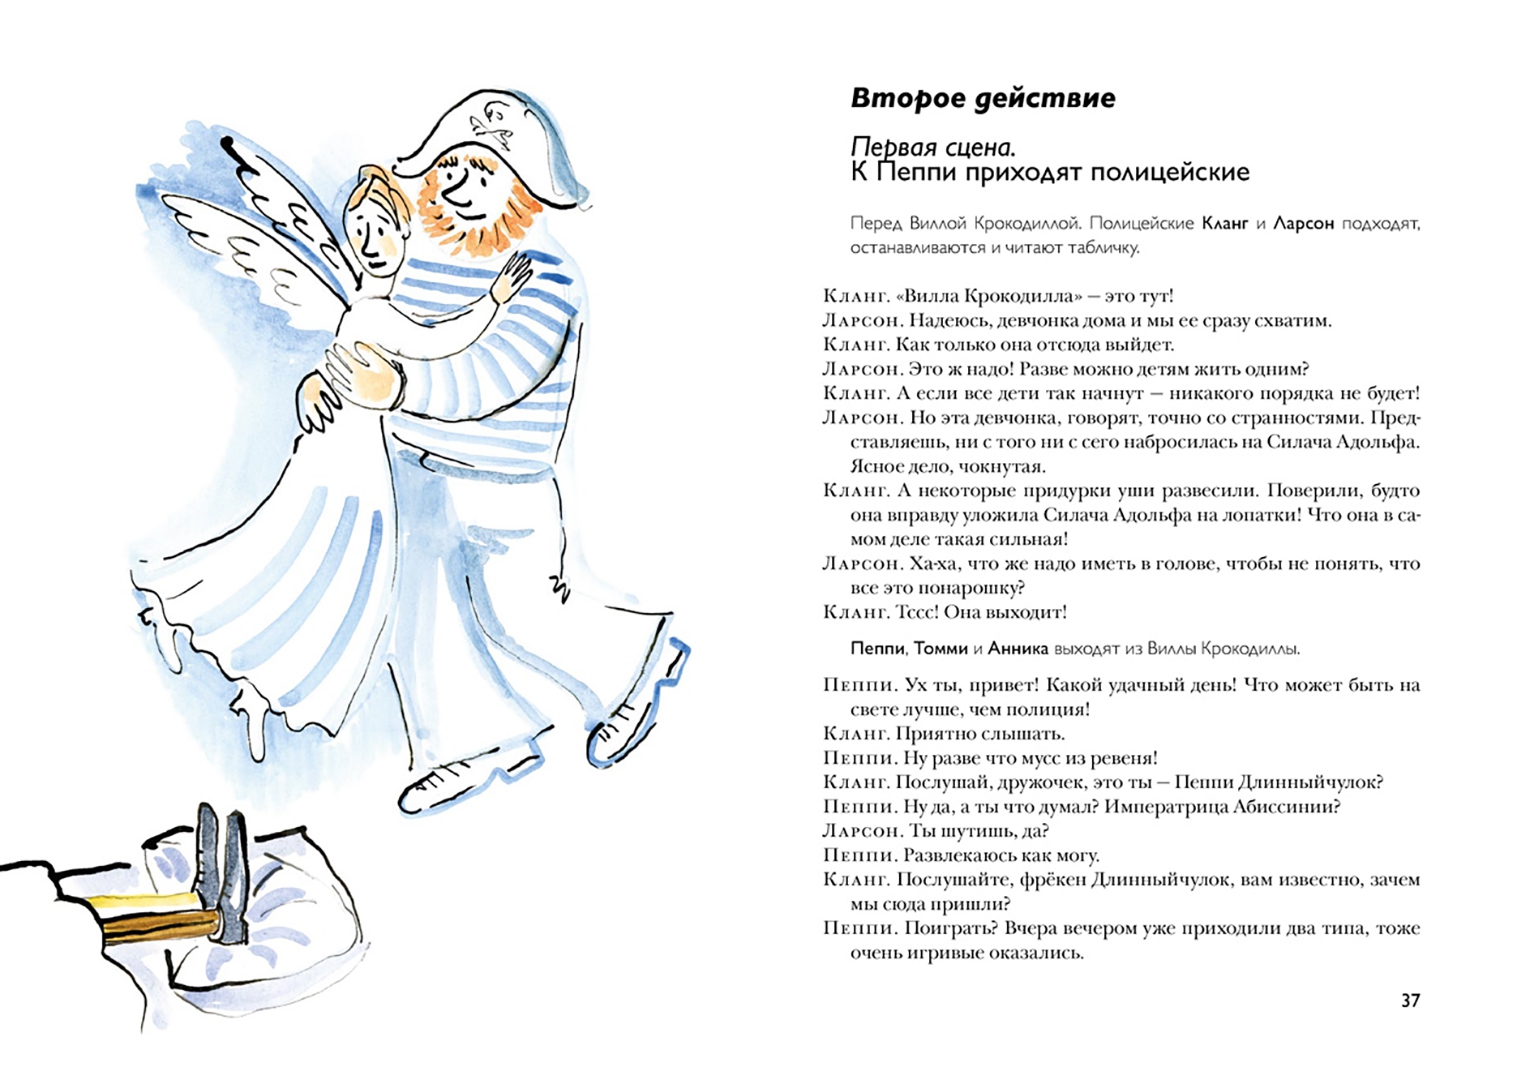 Второе действие
Первая сцена.
К Пеппи приходят полицейские
Перед Виллой Крокодиллой. Полицейские Кланг и Ларсон подходят,
останавливаются и читают табличку.
Кланг. «Вилла Крокодилла» — это тут!
Ларсон. Надеюсь, девчонка дома и мы ее сразу схватим.
Кланг. Как только она отсюда выйдет.
Ларсон. Это ж надо! Разве можно детям жить одним?
Кланг. А если все дети так начнут — никакого порядка не будет!
Ларсон. Но эта девчонка, говорят, точно со странностями. Пред-
ставляешь, ни с того ни с сего набросилась на Силача Адольфа.
Ясное дело, чокнутая.
Кланг. А некоторые придурки уши развесили. Поверили, будто
она вправду уложила Силача Адольфа на лопатки! Что она в са-
мом деле такая сильная!
Ларсон. Ха-ха, что же надо иметь в голове, чтобы не понять, что
все это понарошку?
Кланг. Тссс! Она выходит!
Пеппи, Томми и Анника выходят из Виллы Крокодиллы.
Пеппи. Ух ты, привет! Какой удачный день! Что может быть на
свете лучше, чем полиция!
Кланг. Приятно слышать.
Пеппи. Ну разве что мусс из ревеня!
Кланг. Послушай, дружочек, это ты — Пеппи Длинныйчулок?
Пеппи. Ну да, а ты что думал? Императрица Абиссинии?
Ларсон. Ты шутишь, да?
Пеппи. Развлекаюсь как могу.
Кланг. Послушайте, фрёкен Длинныйчулок, вам известно, зачем
мы сюда пришли?
Пеппи. Поиграть? Вчера вечером уже приходили два типа, тоже
очень игривые оказались.
37